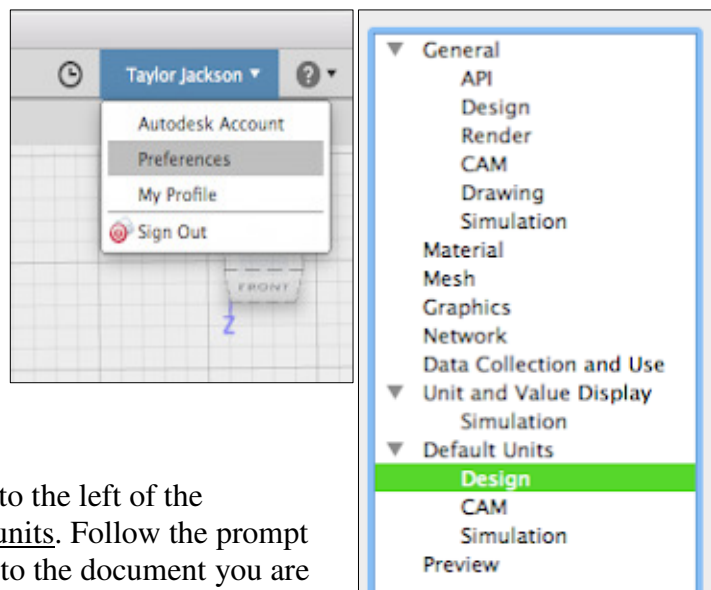 Taylor Jackson
Autodesk Account
Preferences
My Profile
Sign Out
FRONT
Z
General
API
Design
Render
CAM
Drawing
Simulation
Material
Mesh
Graphics
Network
Data Collection and Use
Unit and Value Display
Simulation
Default Units
Design
CAM
Simulation
Preview
to the left of the
units. Follow the prompt
to the document you are